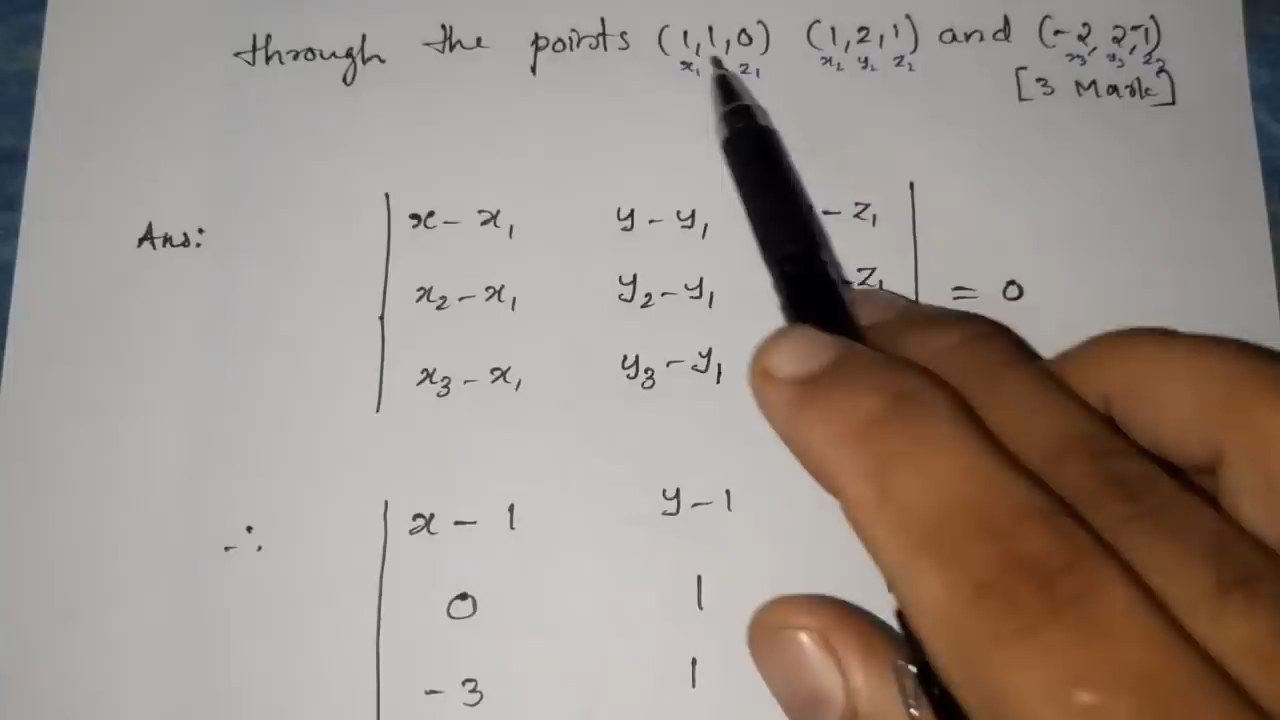 through the points (1,1,0) (1,2,1) and (-2, 2,-1)
x₁ z₁ x₂ y₂ z₂ x₃ y₃ z₃
[3 Mark]
x - x₁ y - y₁ - z₁
Ans:
x₂ - x₁ y₂ - y₁ - z₁ = 0
x₃ - x₁ y₃ - y₁
x - 1 y - 1
∴
0 1
-3 1